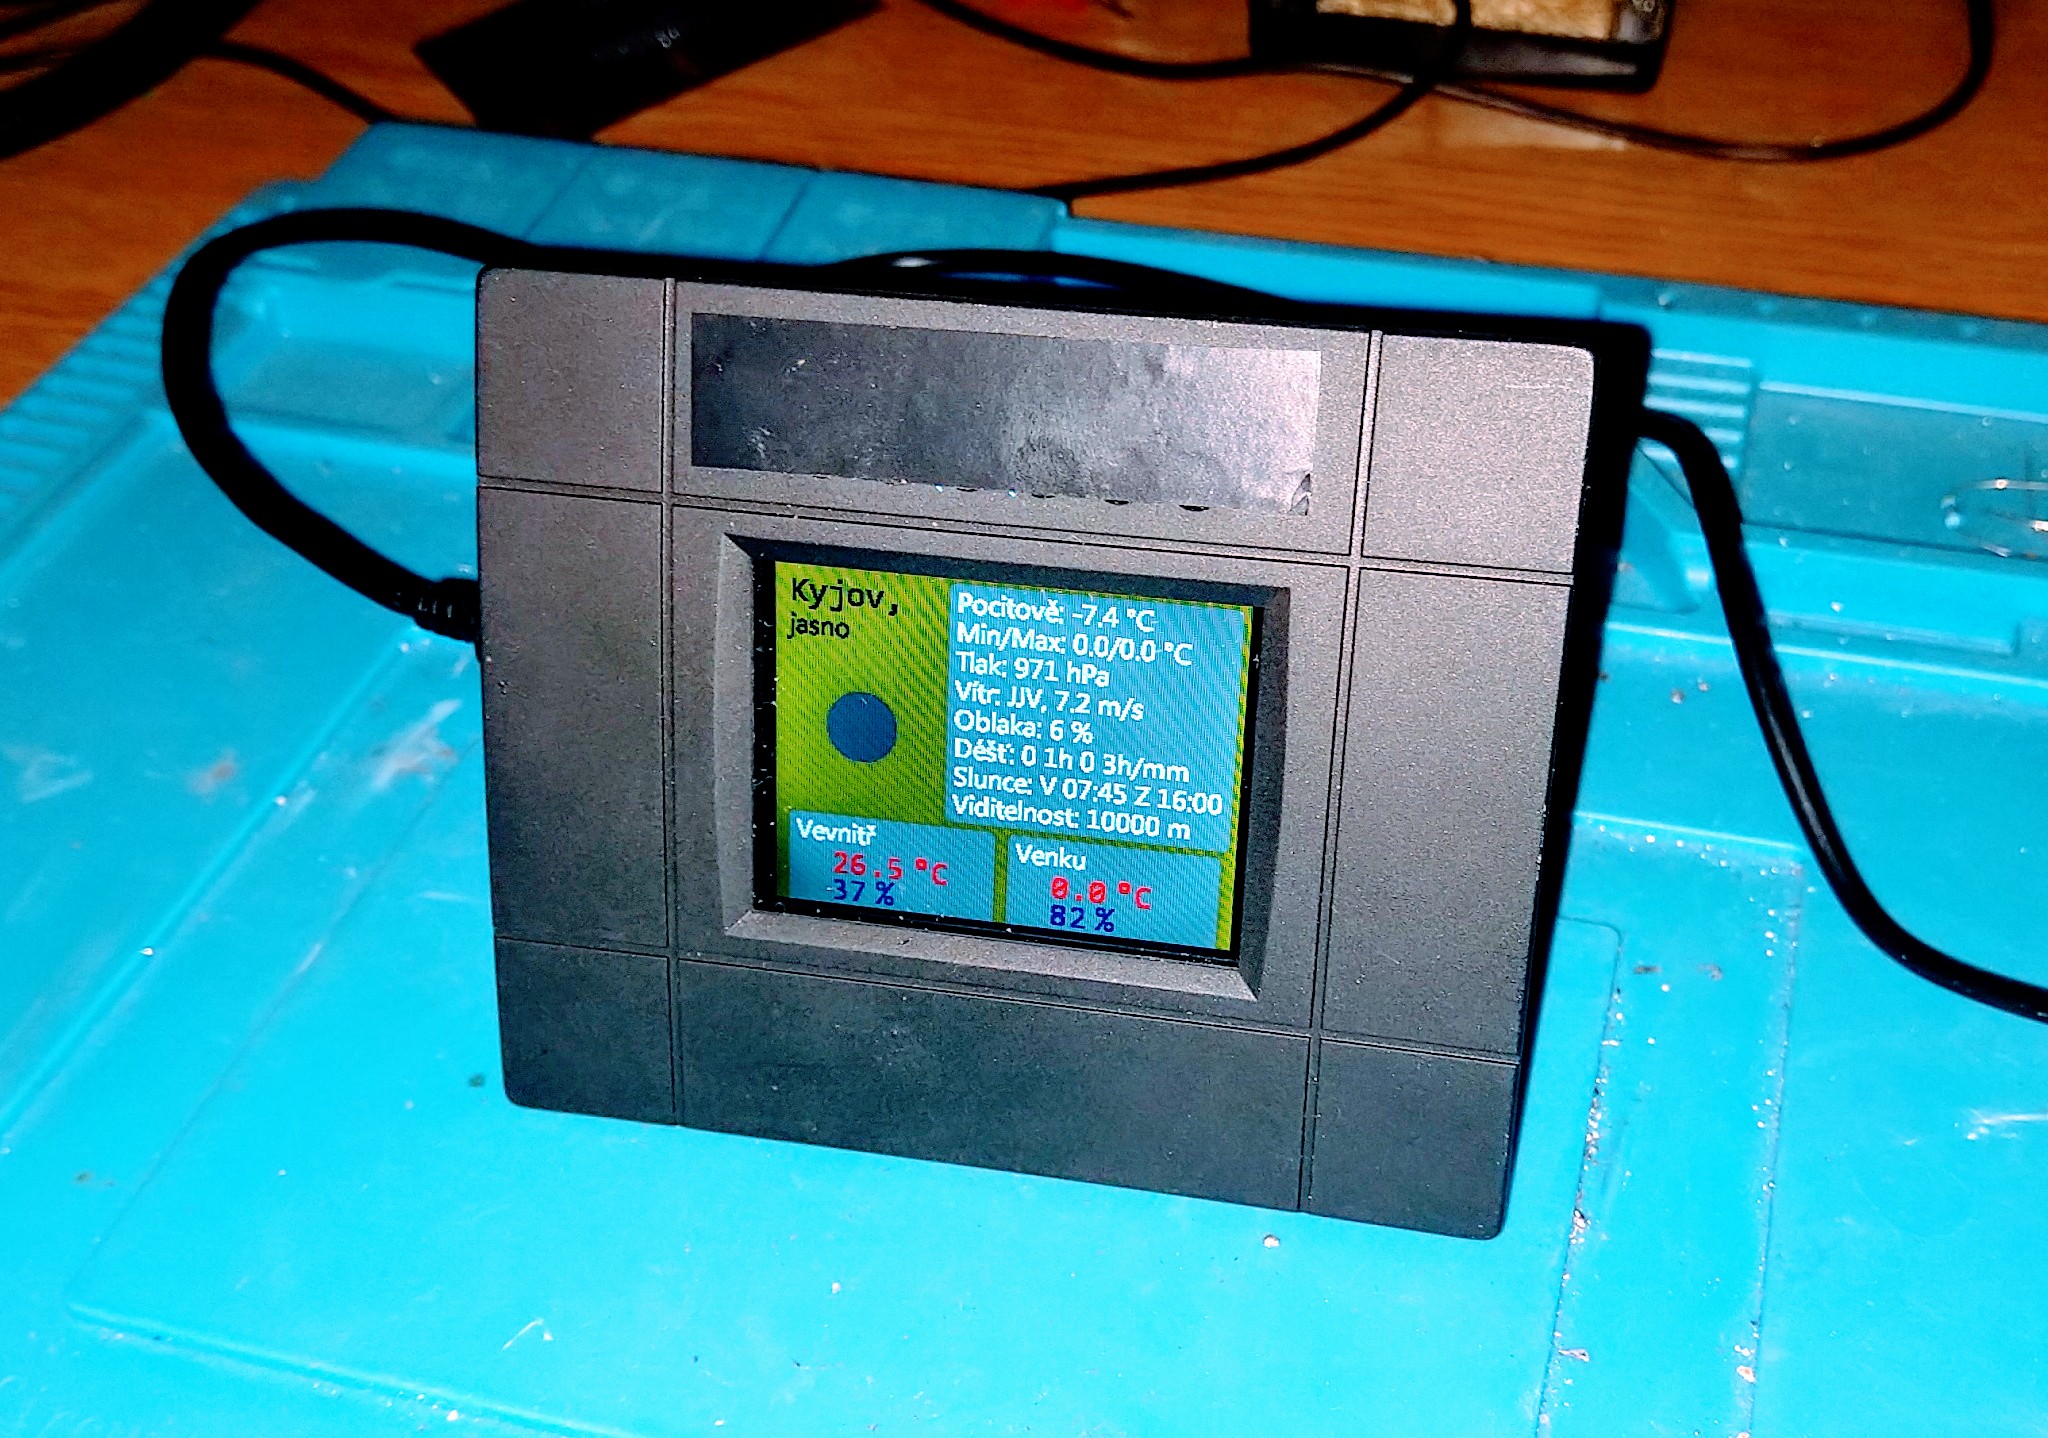 Kyjov,
jasno
Pocitově: -7.4 °C
Min/Max: 0.0/0.0 °C
Tlak: 971 hPa
Vítr: JJV, 7.2 m/s
Oblaka: 6 %
Déšť: 0 1h 0 3h/mm
Slunce: V 07:45 Z 16:00
Viditelnost: 10000 m
Vevnitř
26.5 °C
37 %
Venku
0.0 °C
82 %